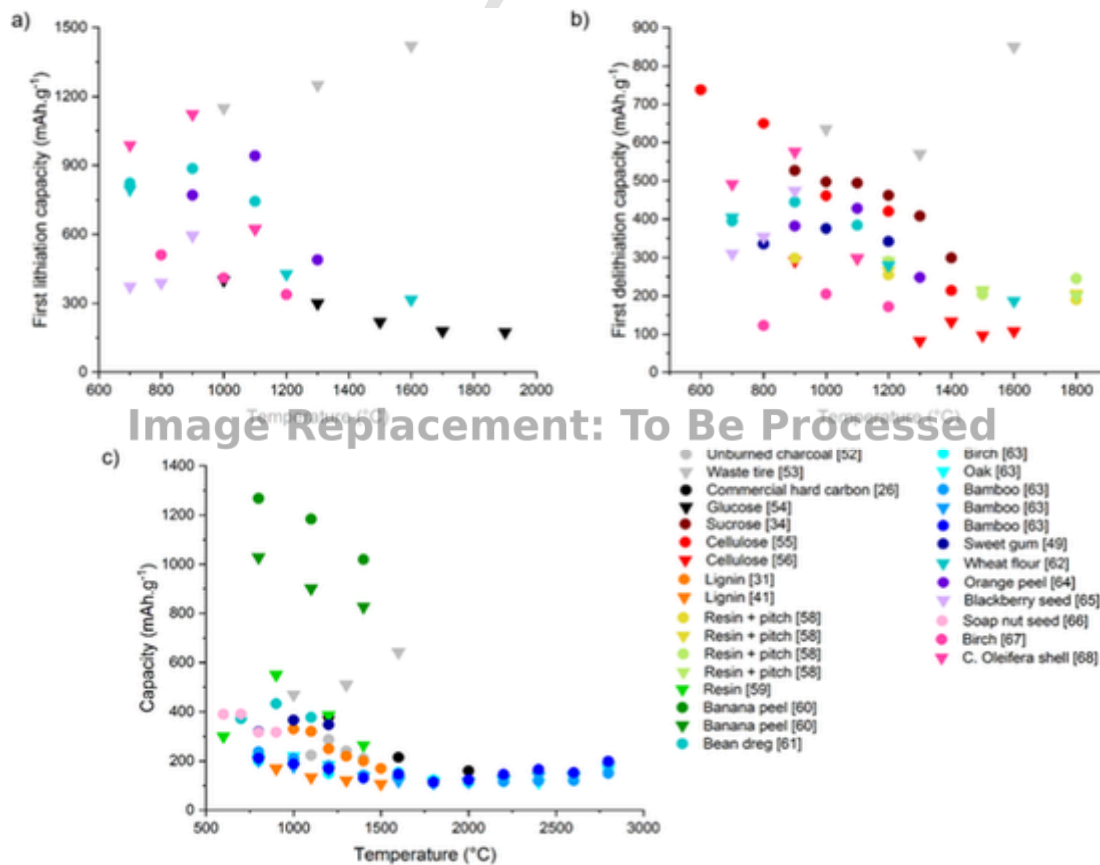 a)
First lithiation capacity (mAh.g⁻¹)
1500
1200
900
600
300
0
600 800 1000 1200 1400 1600 1800 2000
Temperature (°C)
b)
First delithiation capacity (mAh.g⁻¹)
900
800
700
600
500
400
300
200
100
0
600 800 1000 1200 1400 1600 1800
Temperature (°C)
Image Replacement: To Be Processed
c)
Capacity (mAh.g⁻¹)
1400
1200
1000
800
600
400
200
0
500 1000 1500 2000 2500 3000
Temperature (°C)
Unburned charcoal [52]
Waste tire [53]
Commercial hard carbon [26]
Glucose [54]
Sucrose [34]
Cellulose [55]
Cellulose [56]
Lignin [31]
Lignin [41]
Resin + pitch [58]
Resin + pitch [58]
Resin + pitch [58]
Resin + pitch [58]
Resin [59]
Banana peel [60]
Banana peel [60]
Bean dreg [61]
Birch [63]
Oak [63]
Bamboo [63]
Bamboo [63]
Bamboo [63]
Sweet gum [49]
Wheat flour [62]
Orange peel [64]
Blackberry seed [65]
Soap nut seed [66]
Birch [67]
C. Oleifera shell [68]